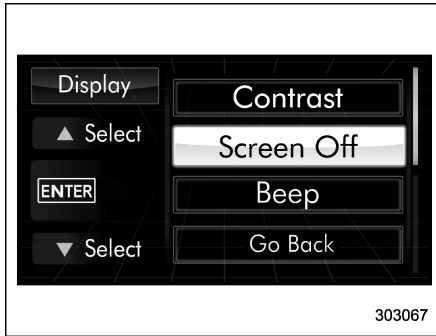 Display
▲ Select
ENTER
▼ Select
Contrast
Screen Off
Beep
Go Back
303067